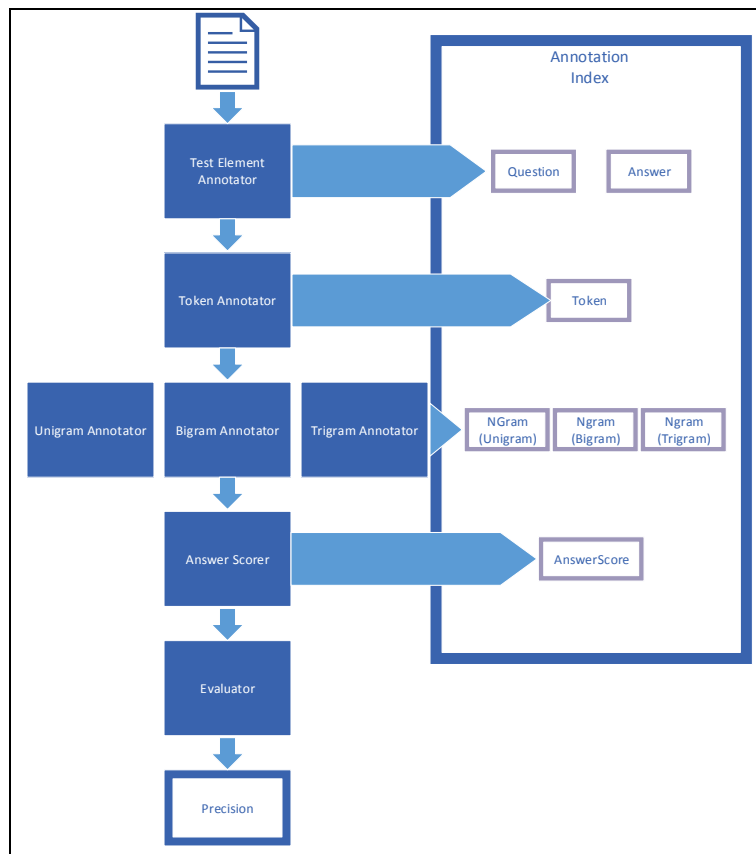 Annotation
Index
Test Element
Annotator
Question
Answer
Token Annotator
Token
Unigram Annotator
Bigram Annotator
Trigram Annotator
NGram
(Unigram)
Ngram
(Bigram)
Ngram
(Trigram)
Answer Scorer
AnswerScore
Evaluator
Precision